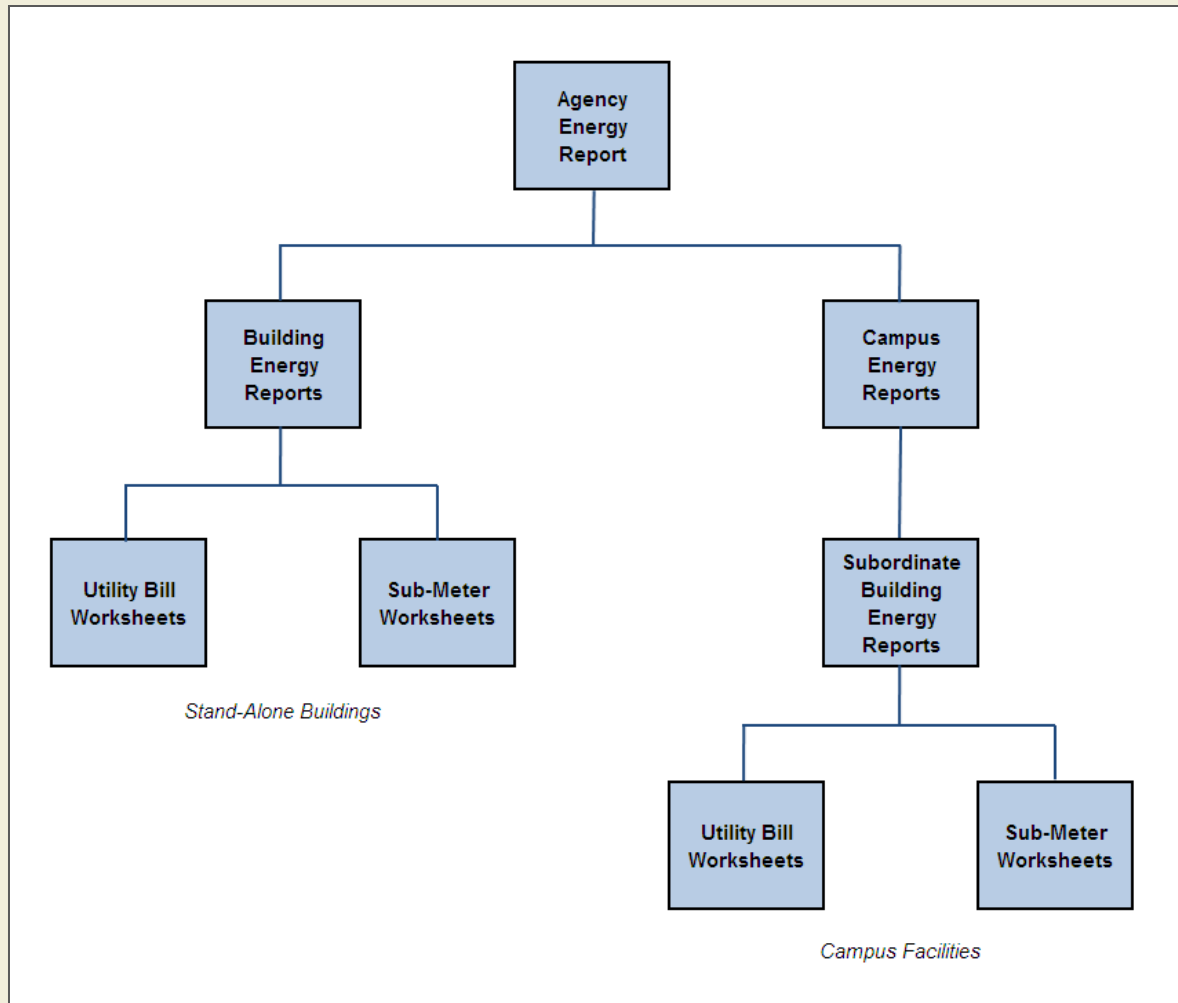 Agency
Energy
Report
Building
Energy
Reports
Campus
Energy
Reports
Utility Bill
Worksheets
Sub-Meter
Worksheets
Subordinate
Building
Energy
Reports
Stand-Alone Buildings
Utility Bill
Worksheets
Sub-Meter
Worksheets
Campus Facilities